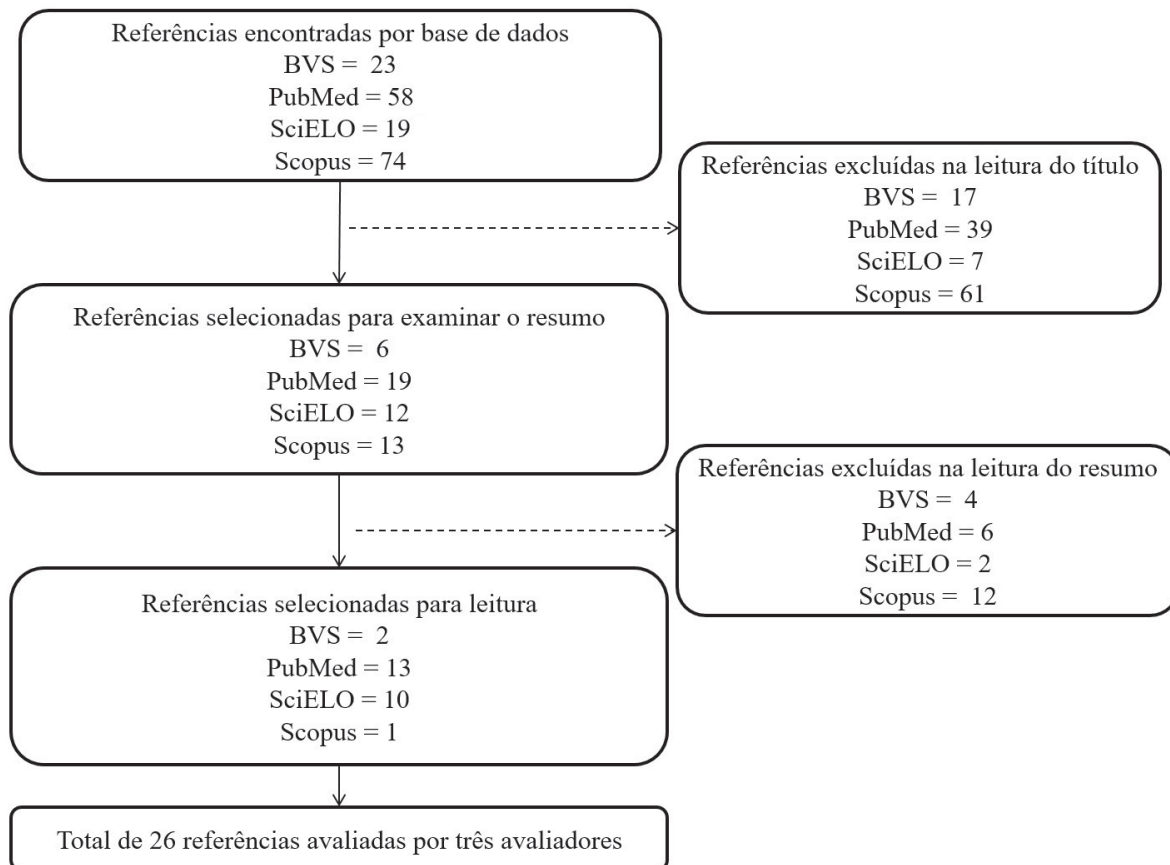 Referências encontradas por base de dados
BVS = 23
PubMed = 58
SciELO = 19
Scopus = 74
Referências excluídas na leitura do título
BVS = 17
PubMed = 39
SciELO = 7
Scopus = 61
Referências selecionadas para examinar o resumo
BVS = 6
PubMed = 19
SciELO = 12
Scopus = 13
Referências excluídas na leitura do resumo
BVS = 4
PubMed = 6
SciELO = 2
Scopus = 12
Referências selecionadas para leitura
BVS = 2
PubMed = 13
SciELO = 10
Scopus = 1
Total de 26 referências avaliadas por três avaliadores